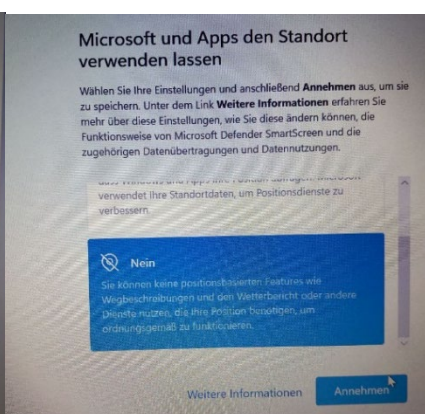 Microsoft und Apps den Standort
verwenden lassen
Wählen Sie Ihre Einstellungen und anschließend Annehmen aus, um sie
zu speichern. Unter dem Link Weitere Informationen erfahren Sie
mehr über diese Einstellungen, wie Sie diese ändern können, die
Funktionsweise von Microsoft Defender SmartScreen und die
zugehörigen Datenübertragungen und Datennutzungen.
verwendet Ihre Standortdaten, um Positionsdienste zu
verbessern.
Nein
Sie können keine positionsbasierten Features wie
Wegbeschreibungen und den Wetterbericht oder andere
Dienste nutzen, die Ihre Position benötigen, um
ordnungsgemäß zu funktionieren.
Weitere Informationen
Annehmen